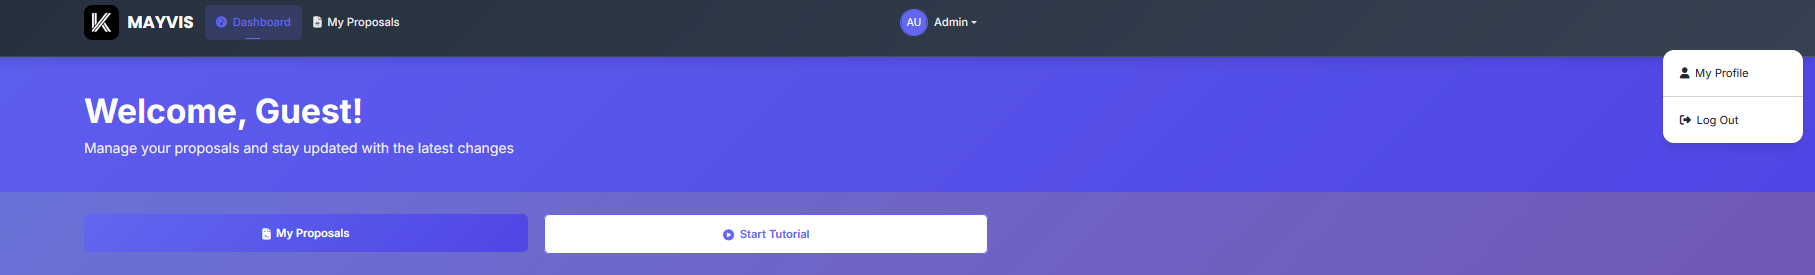 MAYVIS Dashboard My Proposals AU Admin
My Profile
Log Out
Welcome, Guest!
Manage your proposals and stay updated with the latest changes
My Proposals Start Tutorial